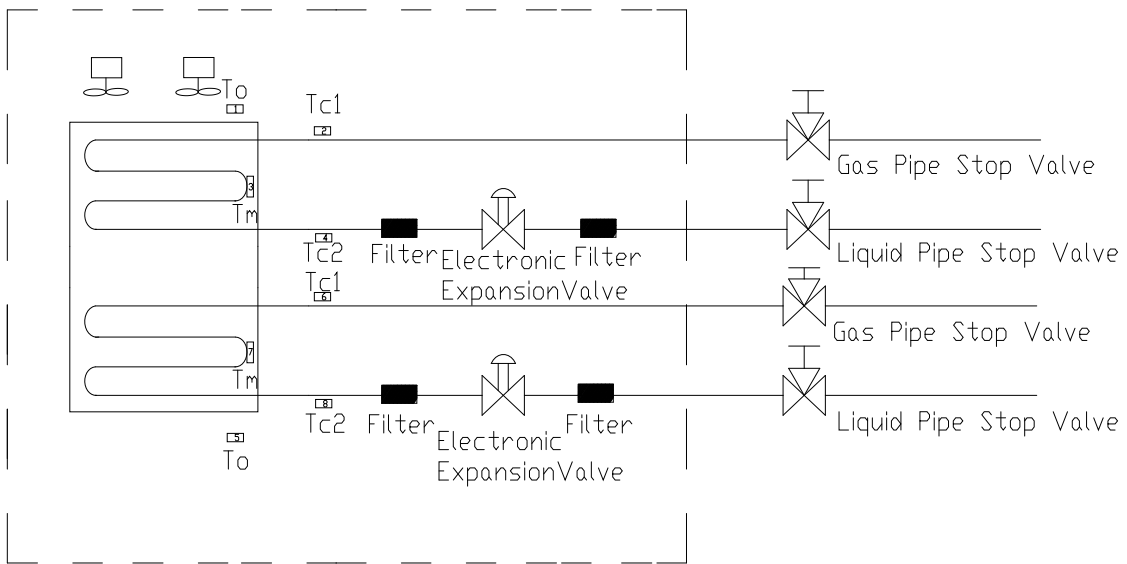 To
1
Tc1
2
Gas Pipe Stop Valve
3
Tm
4
Tc2
Filter
Electronic
ExpansionValve
Filter
Liquid Pipe Stop Valve
Tc1
6
Gas Pipe Stop Valve
7
Tm
8
Tc2
Filter
Electronic
ExpansionValve
Filter
Liquid Pipe Stop Valve
5
To